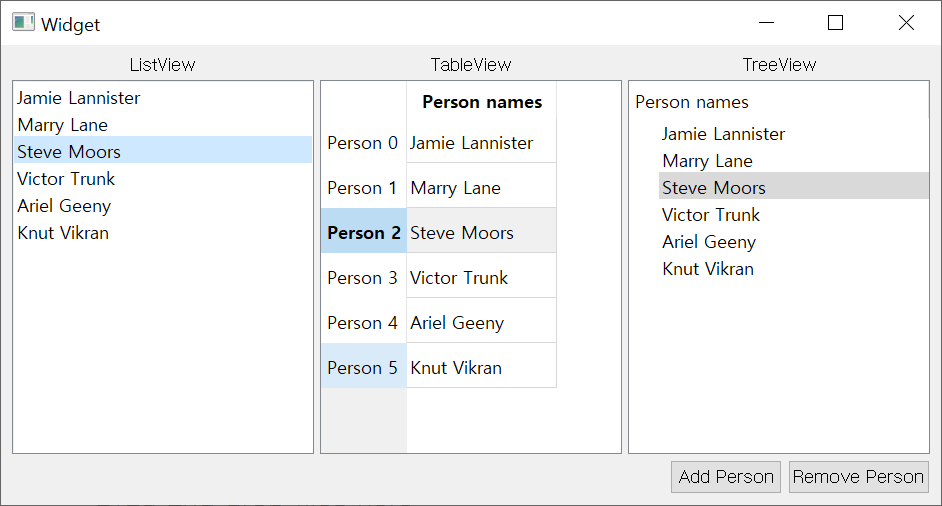 Widget
ListView
Jamie Lannister
Marry Lane
Steve Moors
Victor Trunk
Ariel Geeny
Knut Vikran
TableView
Person names
Person 0 Jamie Lannister
Person 1 Marry Lane
Person 2 Steve Moors
Person 3 Victor Trunk
Person 4 Ariel Geeny
Person 5 Knut Vikran
TreeView
Person names
Jamie Lannister
Marry Lane
Steve Moors
Victor Trunk
Ariel Geeny
Knut Vikran
Add Person Remove Person